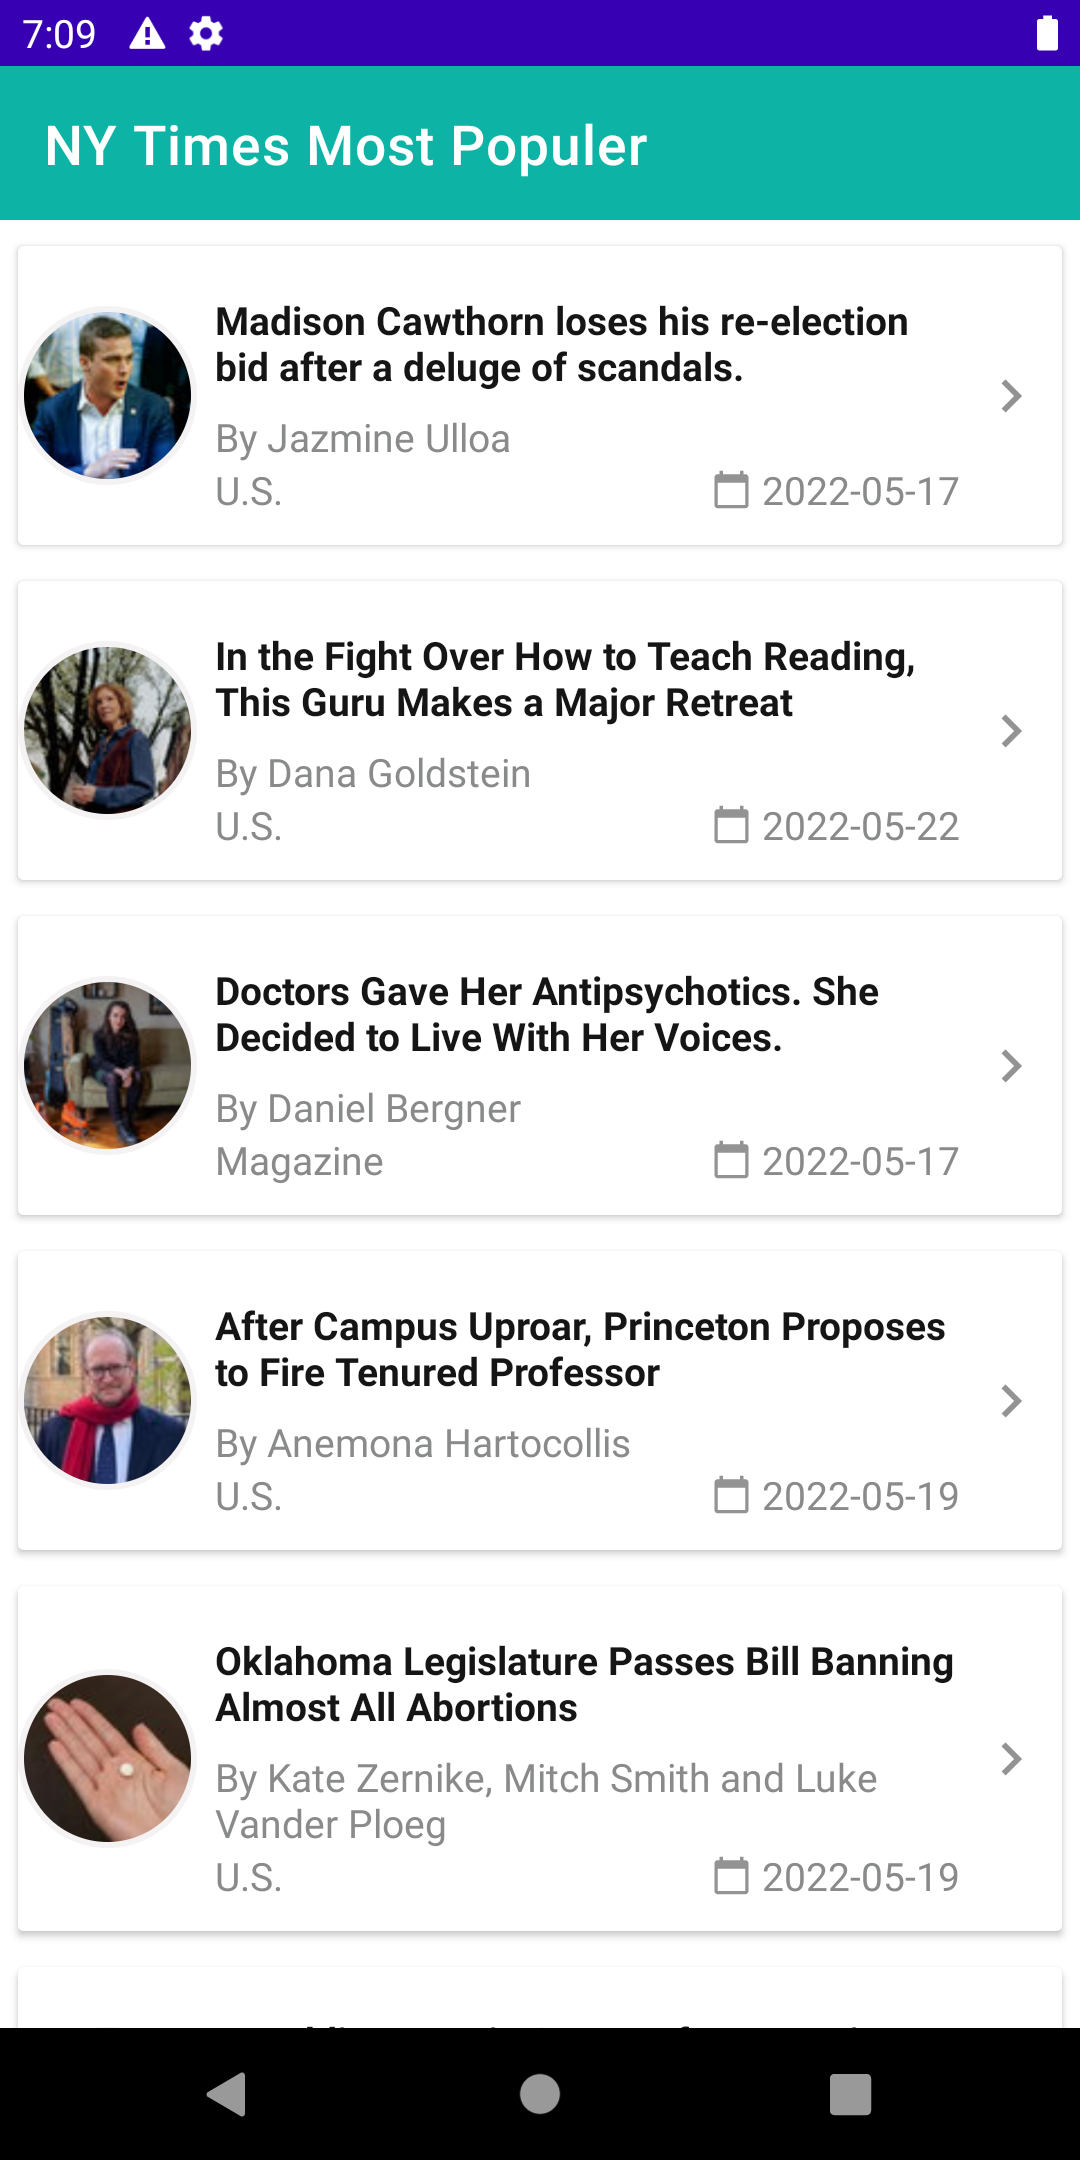 7:09
NY Times Most Populer
Madison Cawthorn loses his re-election
bid after a deluge of scandals.
By Jazmine Ulloa
U.S.
2022-05-17
In the Fight Over How to Teach Reading,
This Guru Makes a Major Retreat
By Dana Goldstein
U.S.
2022-05-22
Doctors Gave Her Antipsychotics. She
Decided to Live With Her Voices.
By Daniel Bergner
Magazine
2022-05-17
After Campus Uproar, Princeton Proposes
to Fire Tenured Professor
By Anemona Hartocollis
U.S.
2022-05-19
Oklahoma Legislature Passes Bill Banning
Almost All Abortions
By Kate Zernike, Mitch Smith and Luke
Vander Ploeg
U.S.
2022-05-19